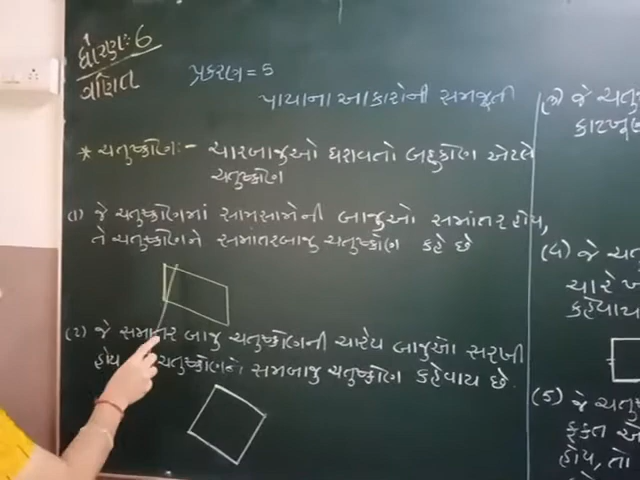 ધોરણઃ 6
ગણિત
પ્રકરણ = 5
પાયાના આકારોની સમજૂતી
* ચતુષ્કોણઃ- ચારબાજુઓ ધરાવતો બહુકોણ એટલે
ચતુષ્કોણ
(1) જે ચતુષ્કોણમાં સામસામેની બાજુઓ સમાંતર હોય,
તે ચતુષ્કોણને સમાંતરબાજુ ચતુષ્કોણ કહે છે
(2) જે સમાંતર બાજુ ચતુષ્કોણની ચારેય બાજુઓ સરખી
હોય ચતુષ્કોણને સમબાજુ ચતુષ્કોણ કહેવાય છે.
(3) જે ચતુ
કાટખૂ
(4) જે ચતુ
ચારે ખ
કહેવાય
(5) જે ચતુ
ફક્ત એ
હોય, તો